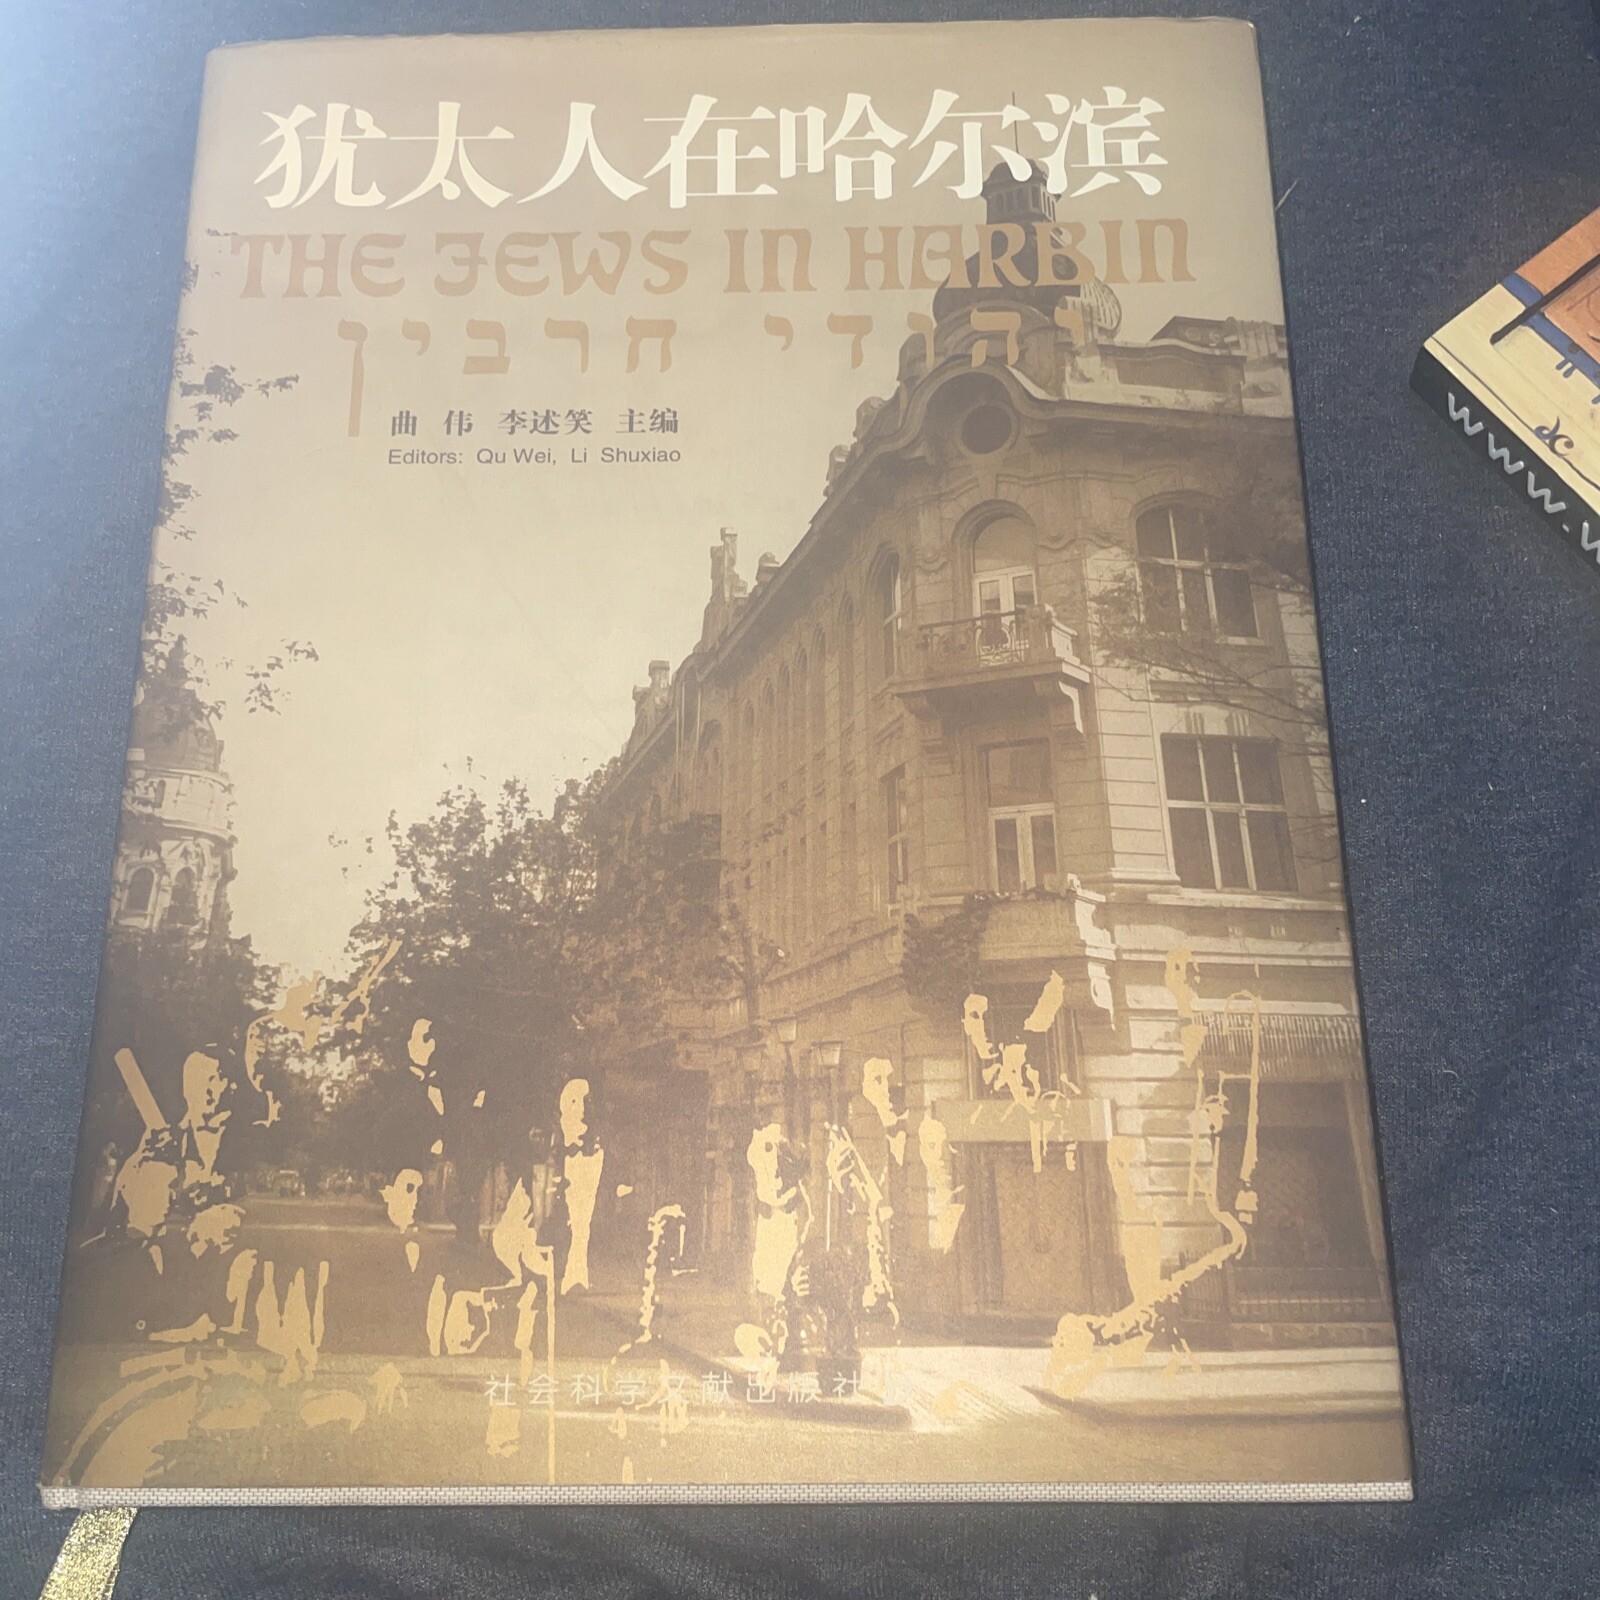 犹太人在哈尔滨
THE JEWS IN HARBIN
יהודי חרבין
曲 伟 李述笑 主编
Editors: Qu Wei, Li Shuxiao
社会科学文献出版社
www.